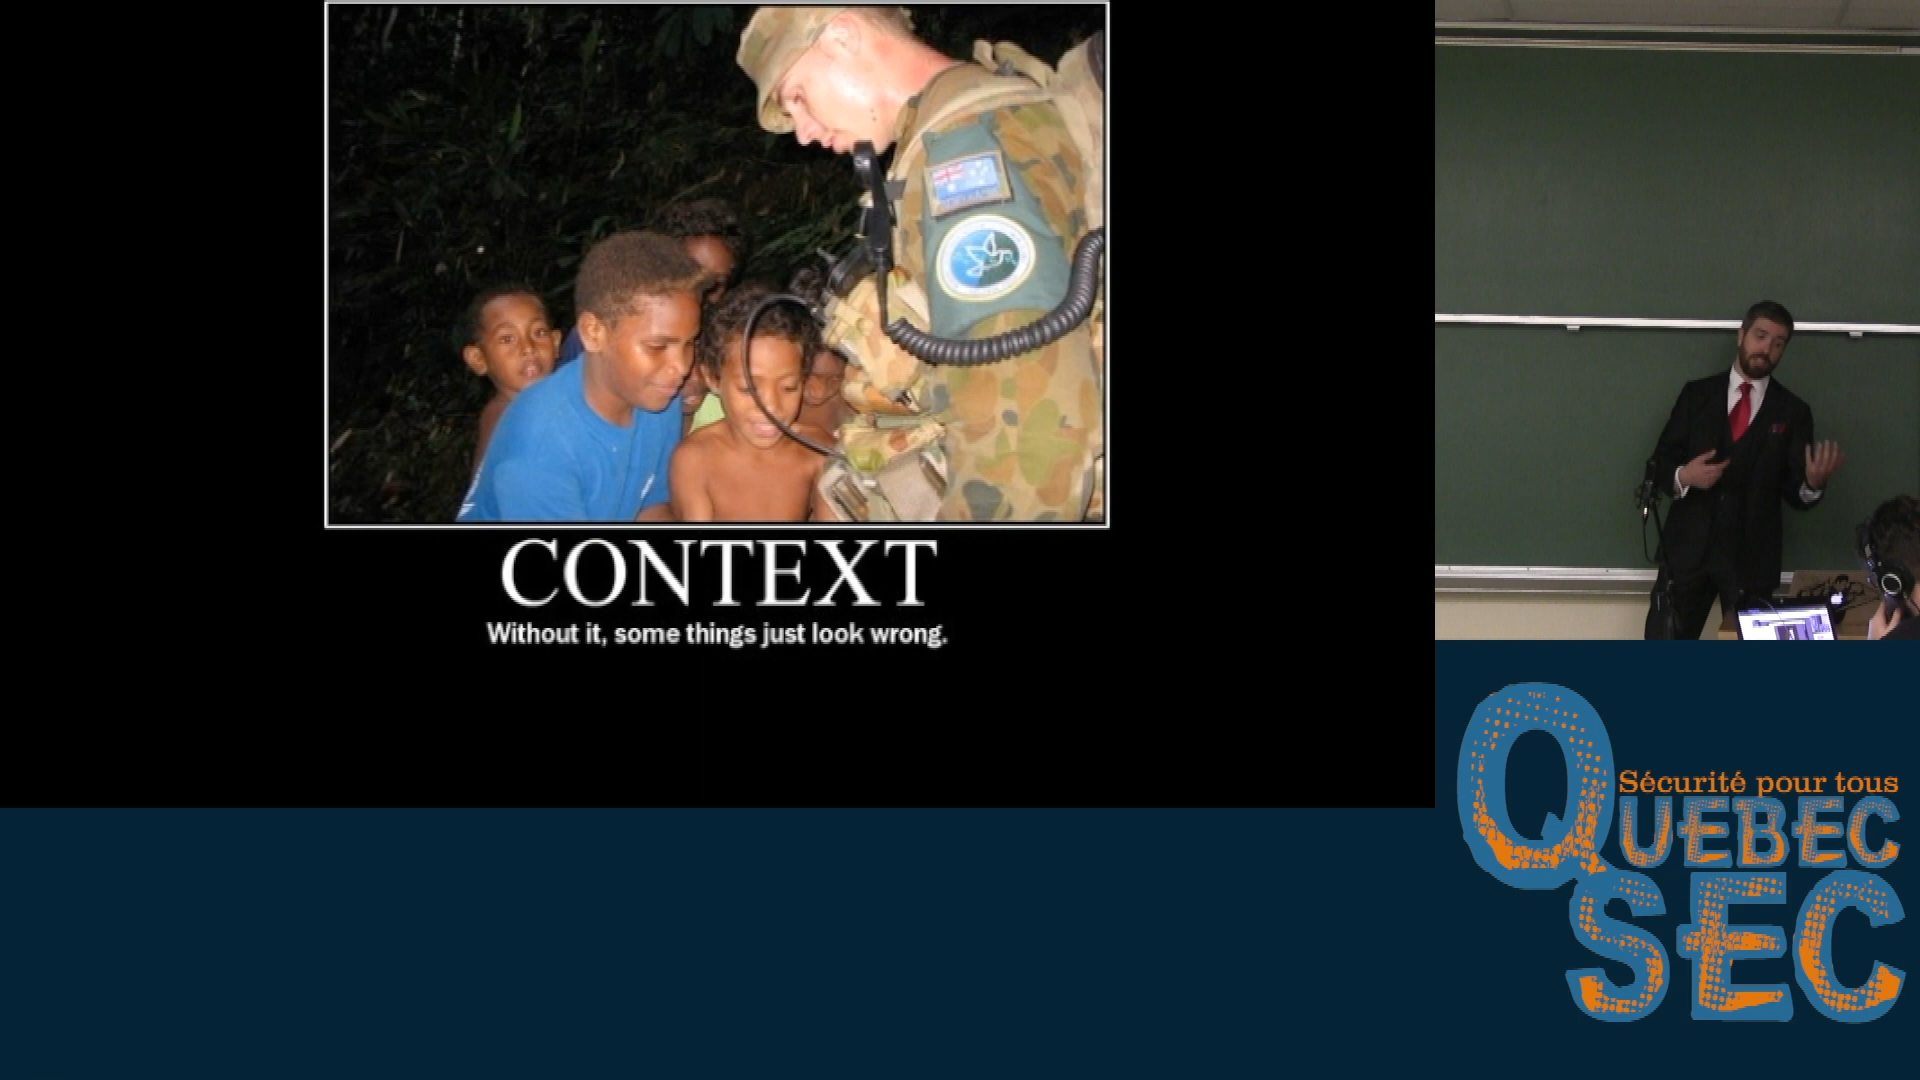 CONTEXT
Without it, some things just look wrong.
Sécurité pour tous
QUEBEC
SEC